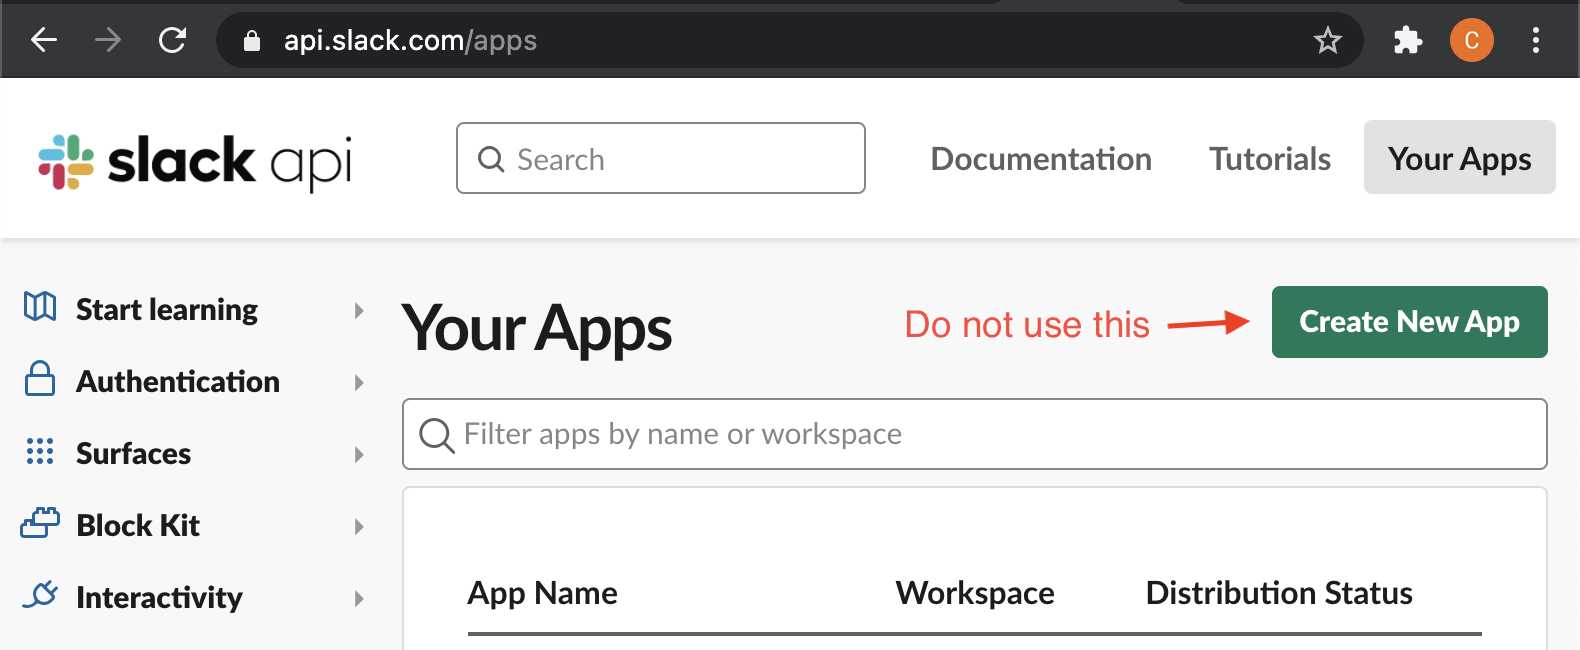 api.slack.com/apps
C
slack api
Search
Documentation
Tutorials
Your Apps
Start learning
Authentication
Surfaces
Block Kit
Interactivity
Your Apps
Do not use this
Create New App
Filter apps by name or workspace
App Name Workspace Distribution Status